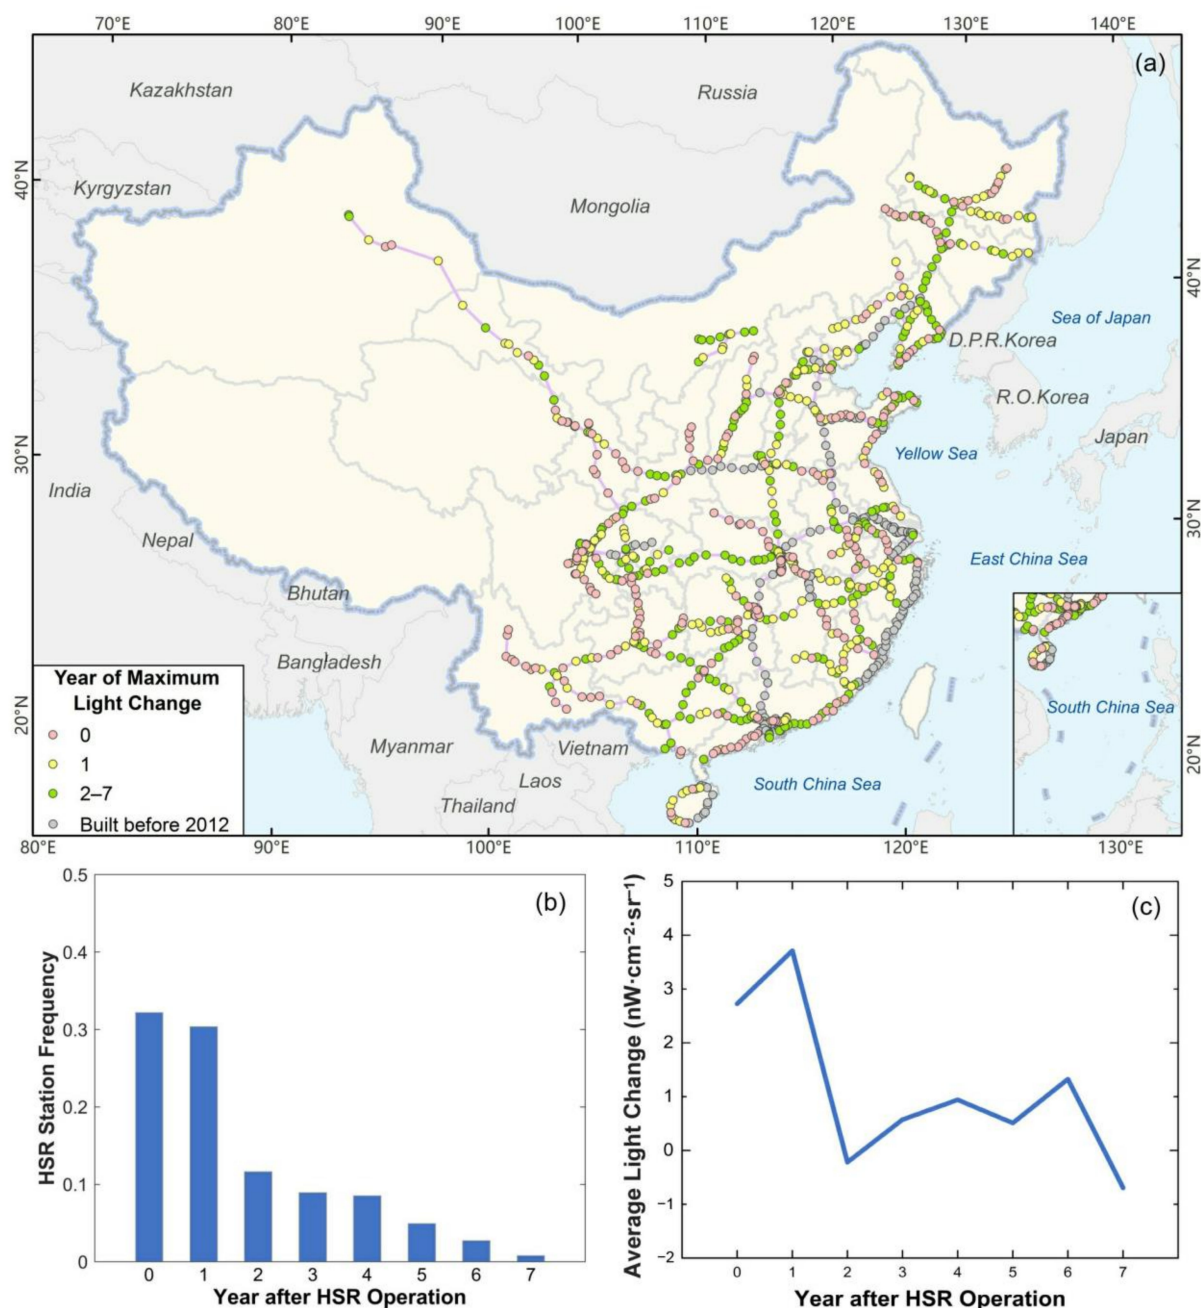 70°E 80°E 90°E 100°E 110°E 120°E 130°E 140°E
(a)
Kazakhstan
Russia
40°N
Kyrgyzstan
Mongolia
40°N
Sea of Japan
D.P.R.Korea
R.O.Korea
Japan
30°N
Yellow Sea
India
30°N
Nepal
East China Sea
Bhutan
Bangladesh
Year of Maximum
Light Change
0
1
2–7
Built before 2012
20°N
Myanmar
Vietnam
Laos
Thailand
South China Sea
South China Sea
20°N
80°E 90°E 100°E 110°E 120°E 130°E
(b)
HSR Station Frequency
0.5
0.4
0.3
0.2
0.1
0
0 1 2 3 4 5 6 7
Year after HSR Operation
(c)
Average Light Change (nW·cm⁻²·sr⁻¹)
5
4
3
2
1
0
−1
−2
0 1 2 3 4 5 6 7
Year after HSR Operation